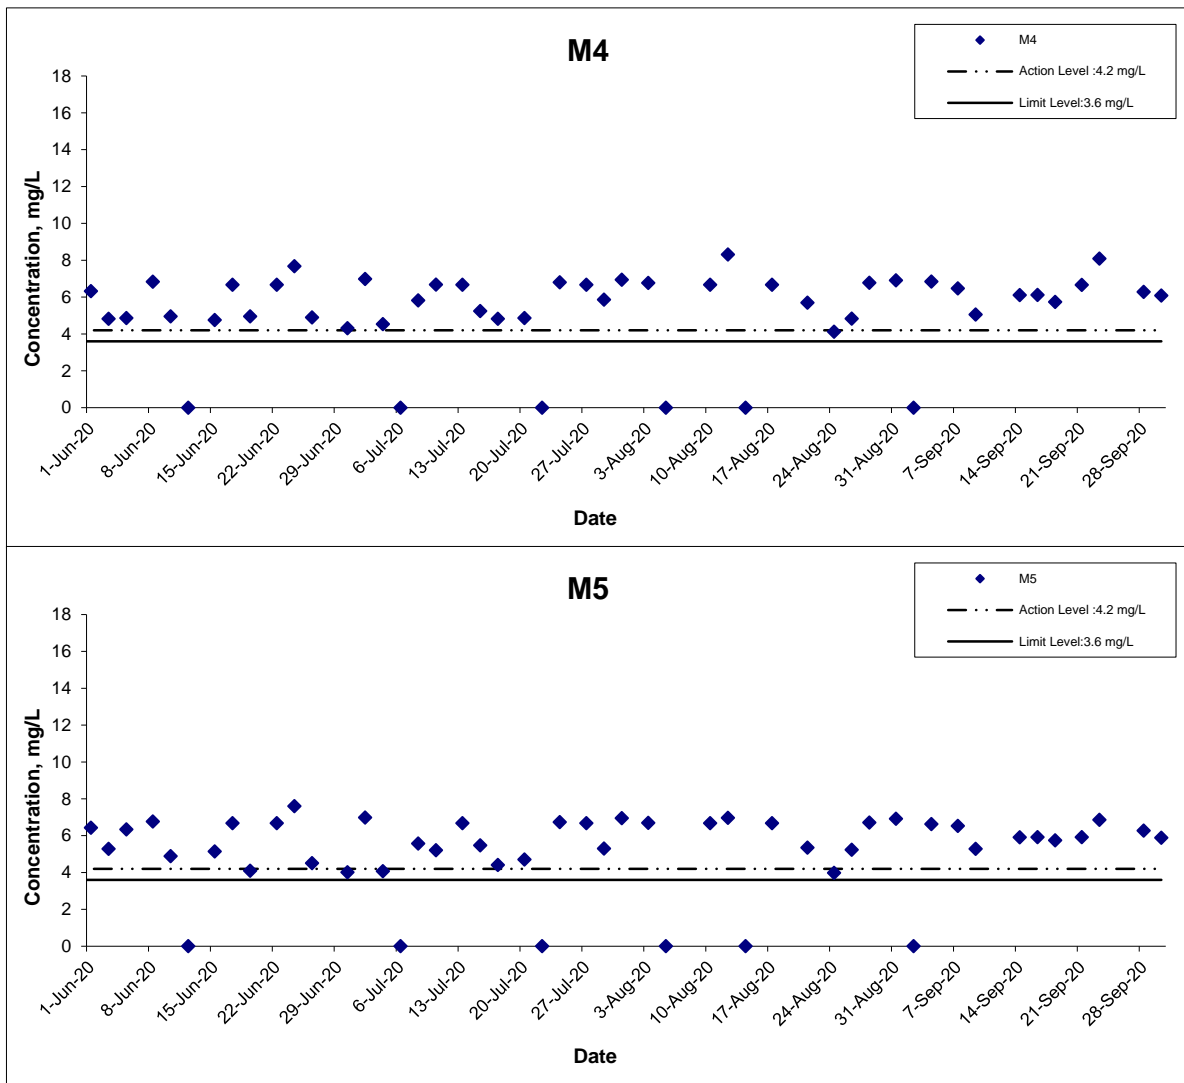 M4
M4
Action Level :4.2 mg/L
Limit Level:3.6 mg/L
Concentration, mg/L
18
16
14
12
10
8
6
4
2
0
1-Jun-20
8-Jun-20
15-Jun-20
22-Jun-20
29-Jun-20
6-Jul-20
13-Jul-20
20-Jul-20
27-Jul-20
3-Aug-20
10-Aug-20
17-Aug-20
24-Aug-20
31-Aug-20
7-Sep-20
14-Sep-20
21-Sep-20
28-Sep-20
Date
M5
M5
Action Level :4.2 mg/L
Limit Level:3.6 mg/L
Concentration, mg/L
18
16
14
12
10
8
6
4
2
0
1-Jun-20
8-Jun-20
15-Jun-20
22-Jun-20
29-Jun-20
6-Jul-20
13-Jul-20
20-Jul-20
27-Jul-20
3-Aug-20
10-Aug-20
17-Aug-20
24-Aug-20
31-Aug-20
7-Sep-20
14-Sep-20
21-Sep-20
28-Sep-20
Date